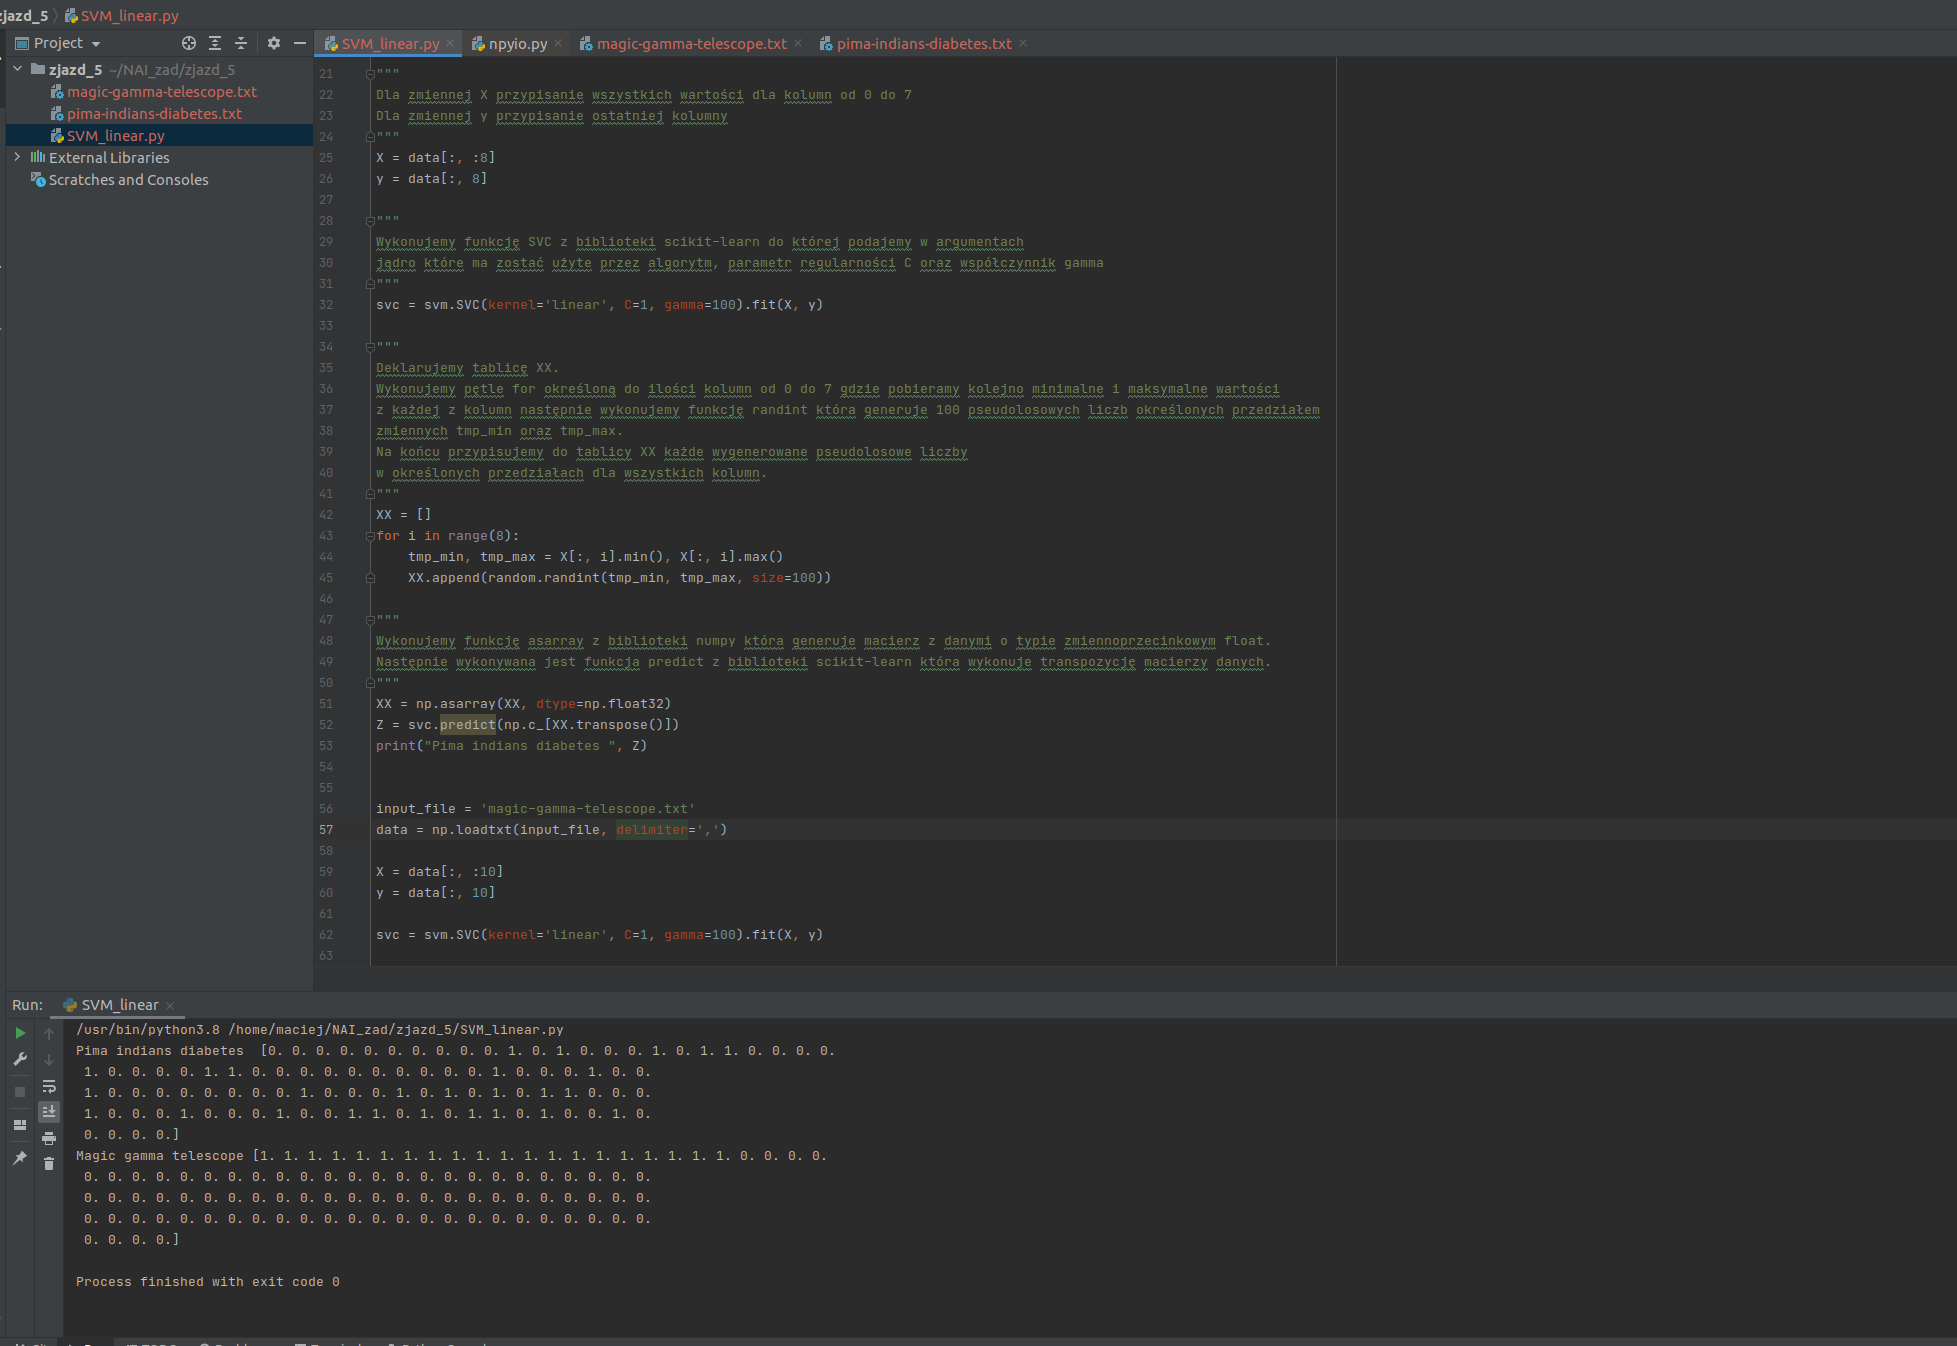 zjazd_5 SVM_linear.py
Project
SVM_linear.py npyio.py magic-gamma-telescope.txt pima-indians-diabetes.txt
zjazd_5 ~/NAI_zad/zjazd_5
magic-gamma-telescope.txt
pima-indians-diabetes.txt
SVM_linear.py
External Libraries
Scratches and Consoles
21 """
22 Dla zmiennej X przypisanie wszystkich wartości dla kolumn od 0 do 7
23 Dla zmiennej y przypisanie ostatniej kolumny
24 """
25 X = data[:, :8]
26 y = data[:, 8]
27
28 """
29 Wykonujemy funkcję SVC z biblioteki scikit-learn do której podajemy w argumentach
30 jądro które ma zostać użyte przez algorytm, parametr regularności C oraz współczynnik gamma
31 """
32 svc = svm.SVC(kernel='linear', C=1, gamma=100).fit(X, y)
33
34 """
35 Deklarujemy tablicę XX.
36 Wykonujemy pętle for określoną do ilości kolumn od 0 do 7 gdzie pobieramy kolejno minimalne i maksymalne wartości
37 z każdej z kolumn następnie wykonujemy funkcję randint która generuje 100 pseudolosowych liczb określonych przedziałem
38 zmiennych tmp_min oraz tmp_max.
39 Na końcu przypisujemy do tablicy XX każde wygenerowane pseudolosowe liczby
40 w określonych przedziałach dla wszystkich kolumn.
41 """
42 XX = []
43 for i in range(8):
44 tmp_min, tmp_max = X[:, i].min(), X[:, i].max()
45 XX.append(random.randint(tmp_min, tmp_max, size=100))
46
47 """
48 Wykonujemy funkcję asarray z biblioteki numpy która generuje macierz z danymi o typie zmiennoprzecinkowym float.
49 Następnie wykonywana jest funkcja predict z biblioteki scikit-learn która wykonuje transpozycję macierzy danych.
50 """
51 XX = np.asarray(XX, dtype=np.float32)
52 Z = svc.predict(np.c_[XX.transpose()])
53 print("Pima indians diabetes ", Z)
54
55
56 input_file = 'magic-gamma-telescope.txt'
57 data = np.loadtxt(input_file, delimiter=',')
58
59 X = data[:, :10]
60 y = data[:, 10]
61
62 svc = svm.SVC(kernel='linear', C=1, gamma=100).fit(X, y)
63
Run: SVM_linear
/usr/bin/python3.8 /home/maciej/NAI_zad/zjazd_5/SVM_linear.py
Pima indians diabetes  [0. 0. 0. 0. 0. 0. 0. 0. 0. 0. 1. 0. 1. 0. 0. 0. 1. 0. 1. 1. 0. 0. 0. 0.
1. 0. 0. 0. 0. 1. 1. 0. 0. 0. 0. 0. 0. 0. 0. 0. 0. 1. 0. 0. 0. 1. 0. 0.
1. 0. 0. 0. 0. 0. 0. 0. 0. 1. 0. 0. 0. 1. 0. 1. 0. 1. 0. 1. 1. 0. 0. 0.
1. 0. 0. 0. 1. 0. 0. 0. 1. 0. 0. 1. 1. 0. 1. 0. 1. 1. 0. 1. 0. 0. 1. 0.
0. 0. 0. 0.]
Magic gamma telescope [1. 1. 1. 1. 1. 1. 1. 1. 1. 1. 1. 1. 1. 1. 1. 1. 1. 1. 1. 1. 0. 0. 0. 0.
0. 0. 0. 0. 0. 0. 0. 0. 0. 0. 0. 0. 0. 0. 0. 0. 0. 0. 0. 0. 0. 0. 0. 0.
0. 0. 0. 0. 0. 0. 0. 0. 0. 0. 0. 0. 0. 0. 0. 0. 0. 0. 0. 0. 0. 0. 0. 0.
0. 0. 0. 0. 0. 0. 0. 0. 0. 0. 0. 0. 0. 0. 0. 0. 0. 0. 0. 0. 0. 0. 0. 0.
0. 0. 0. 0.]
Process finished with exit code 0